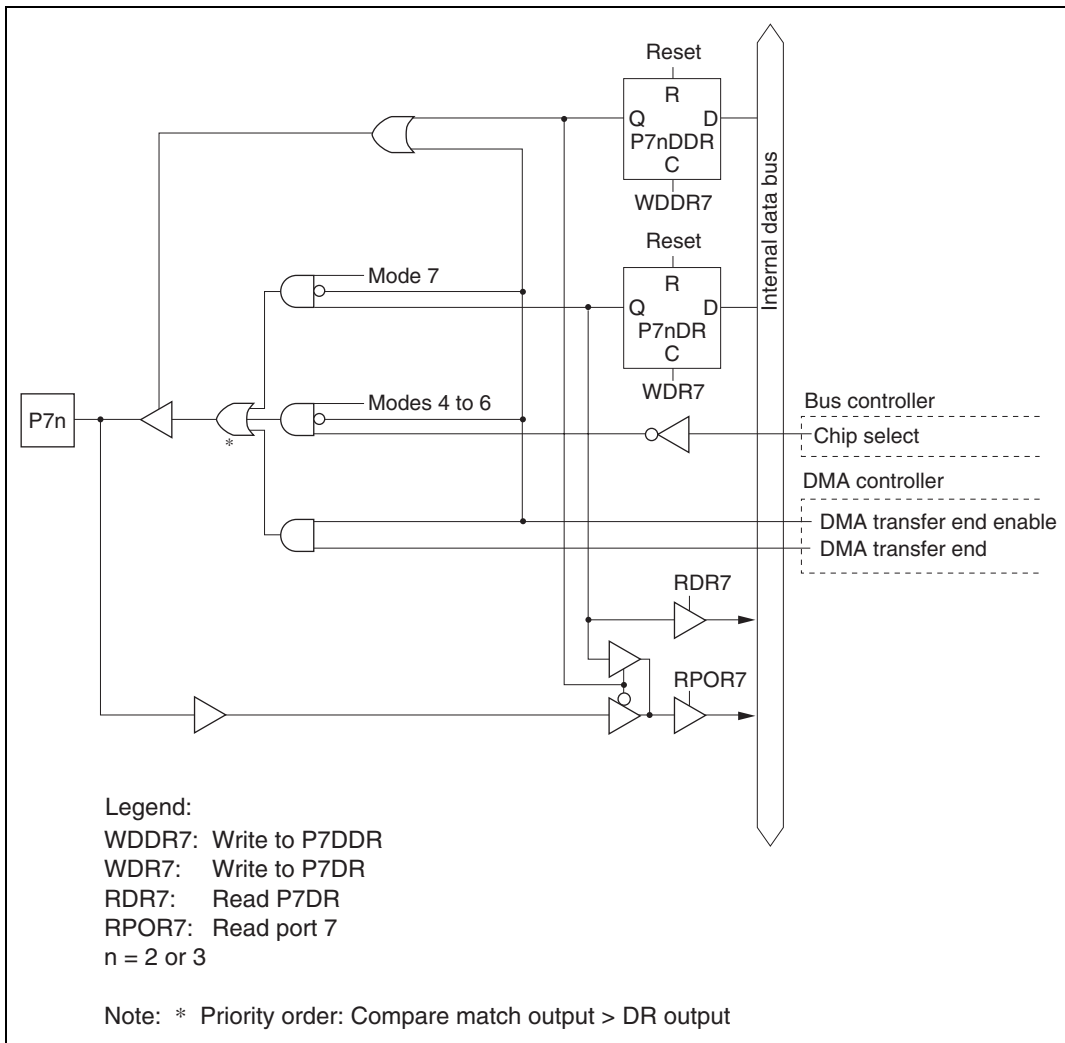 Reset
R
Q D
P7nDDR
C
WDDR7
Reset
R
Mode 7
Q D
P7nDR
C
WDR7
Internal data bus
P7n
*
Modes 4 to 6
Bus controller
Chip select
DMA controller
DMA transfer end enable
DMA transfer end
RDR7
RPOR7
Legend:
WDDR7: Write to P7DDR
WDR7: Write to P7DR
RDR7: Read P7DR
RPOR7: Read port 7
n = 2 or 3
Note: * Priority order: Compare match output > DR output